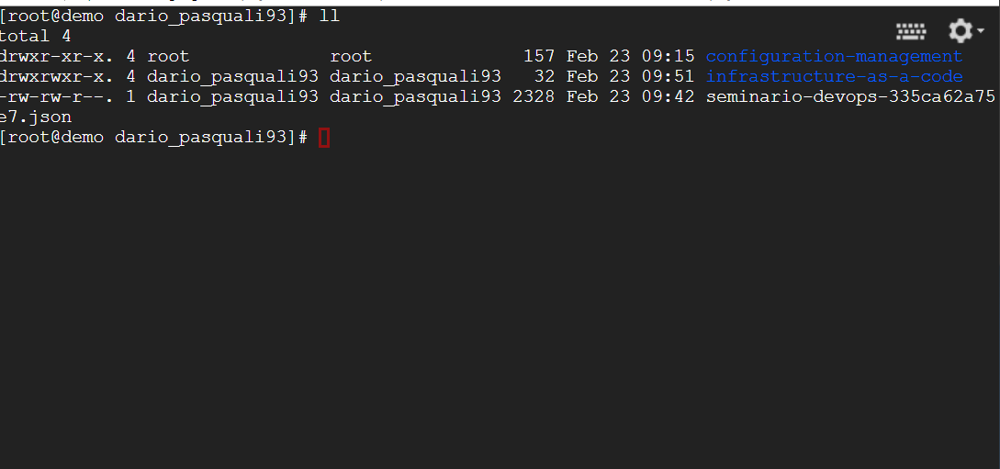 [root@demo dario_pasquali93]# ll
total 4
drwxr-xr-x. 4 root             root              157 Feb 23 09:15 configuration-management
drwxrwxr-x. 4 dario_pasquali93 dario_pasquali93   32 Feb 23 09:51 infrastructure-as-a-code
-rw-rw-r--. 1 dario_pasquali93 dario_pasquali93 2328 Feb 23 09:42 seminario-devops-335ca62a75
e7.json
[root@demo dario_pasquali93]#